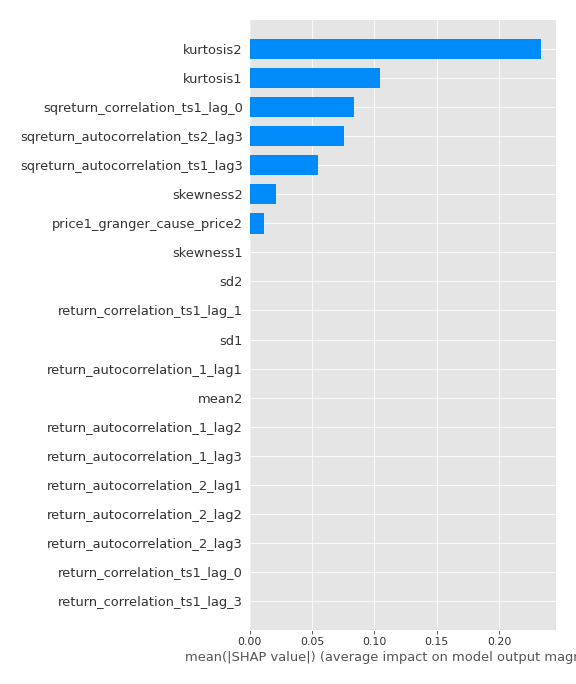 kurtosis2
kurtosis1
sqreturn_correlation_ts1_lag_0
sqreturn_autocorrelation_ts2_lag3
sqreturn_autocorrelation_ts1_lag3
skewness2
price1_granger_cause_price2
skewness1
sd2
return_correlation_ts1_lag_1
sd1
return_autocorrelation_1_lag1
mean2
return_autocorrelation_1_lag2
return_autocorrelation_1_lag3
return_autocorrelation_2_lag1
return_autocorrelation_2_lag2
return_autocorrelation_2_lag3
return_correlation_ts1_lag_0
return_correlation_ts1_lag_3
0.00 0.05 0.10 0.15 0.20
mean(|SHAP value|) (average impact on model output magn